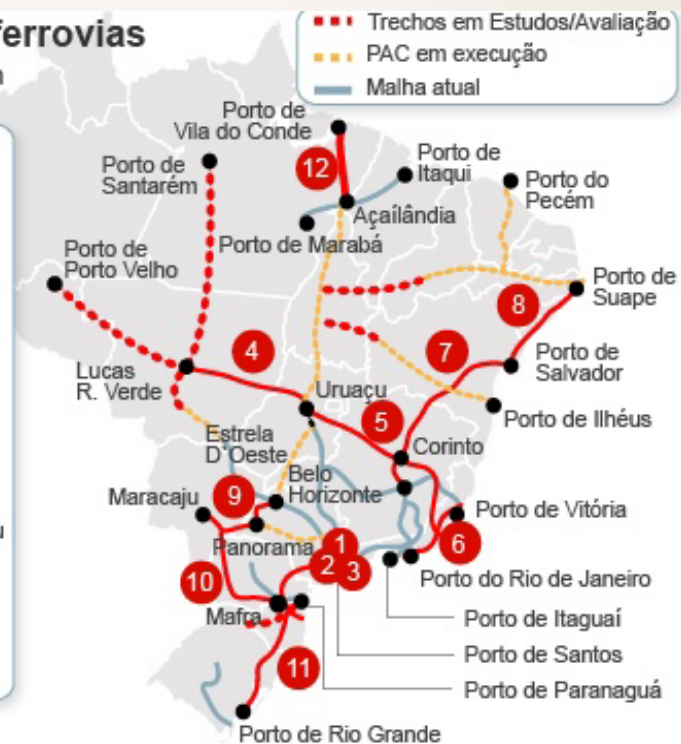 ferrovias
Trechos em Estudos/Avaliação
PAC em execução
Malha atual
Porto de
Vila do Conde
12
Porto de
Santarém
Porto de
Itaqui
Porto do
Pecém
Açaílândia
Porto de Marabá
Porto de
Porto Velho
Porto de
Suape
8
4
7
Lucas
R. Verde
Porto de
Salvador
Uruaçu
5
Porto de Ilhéus
Estrela
D'Oeste
Corinto
Belo
Horizonte
9
Maracaju
Porto de Vitória
Panorama
1
2
3
6
10
Porto do Rio de Janeiro
Mafra
Porto de Itaguaí
Porto de Santos
11
Porto de Paranaguá
Porto de Rio Grande